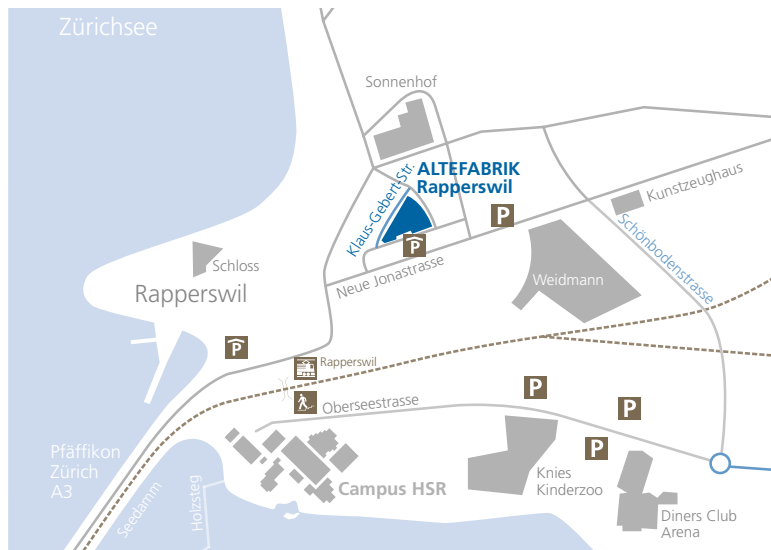 Zürichsee
Sonnenhof
ALTEFABRIK
Rapperswil
Klaus-Gebert-Str.
P
Kunstzeughaus
P
Schönbodenstrasse
Schloss
Neue Jonastrasse
Weidmann
Rapperswil
P
Rapperswil
Oberseestrasse
P
P
P
Pfäffikon
Zürich
A3
Seedamm
Holzsteg
Campus HSR
Knies
Kinderzoo
Diners Club
Arena